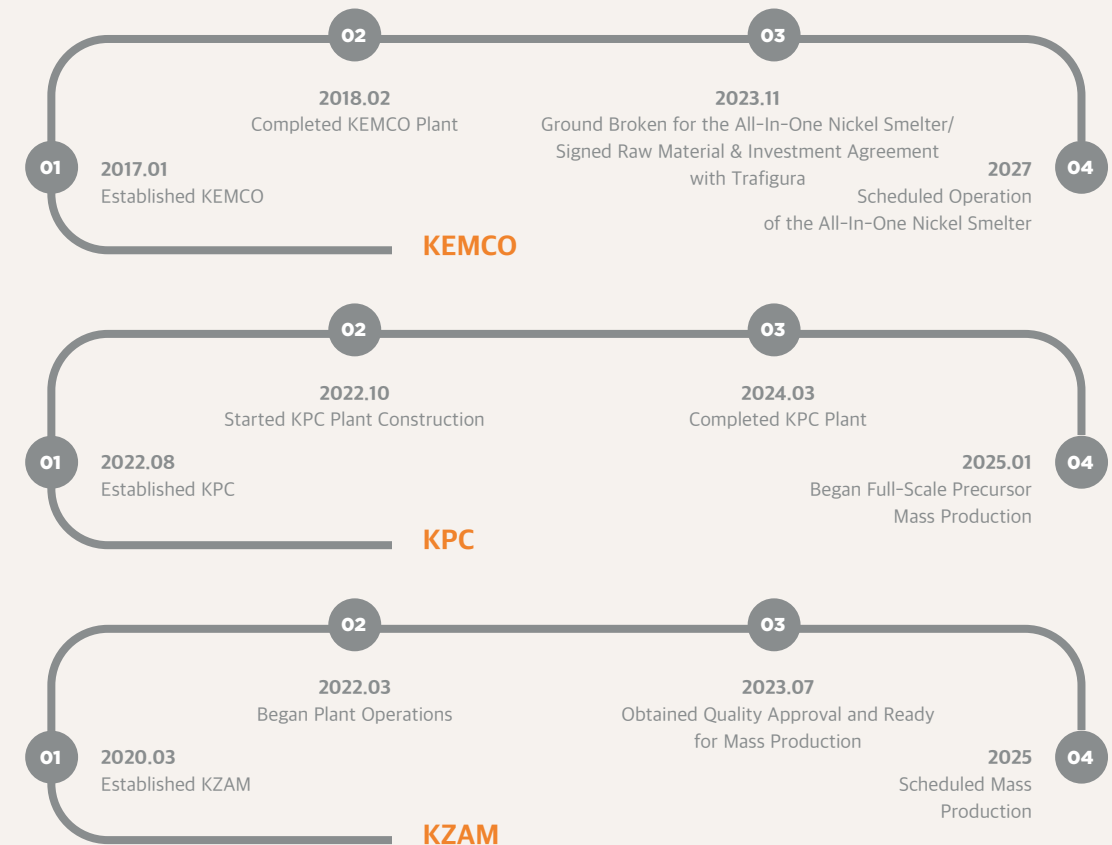 01
2017.01
Established KEMCO
02
2018.02
Completed KEMCO Plant
03
2023.11
Ground Broken for the All-In-One Nickel Smelter/
Signed Raw Material & Investment Agreement
with Trafigura
04
2027
Scheduled Operation
of the All-In-One Nickel Smelter
KEMCO
01
2022.08
Established KPC
02
2022.10
Started KPC Plant Construction
03
2024.03
Completed KPC Plant
04
2025.01
Began Full-Scale Precursor
Mass Production
KPC
01
2020.03
Established KZAM
02
2022.03
Began Plant Operations
03
2023.07
Obtained Quality Approval and Ready
for Mass Production
04
2025
Scheduled Mass
Production
KZAM